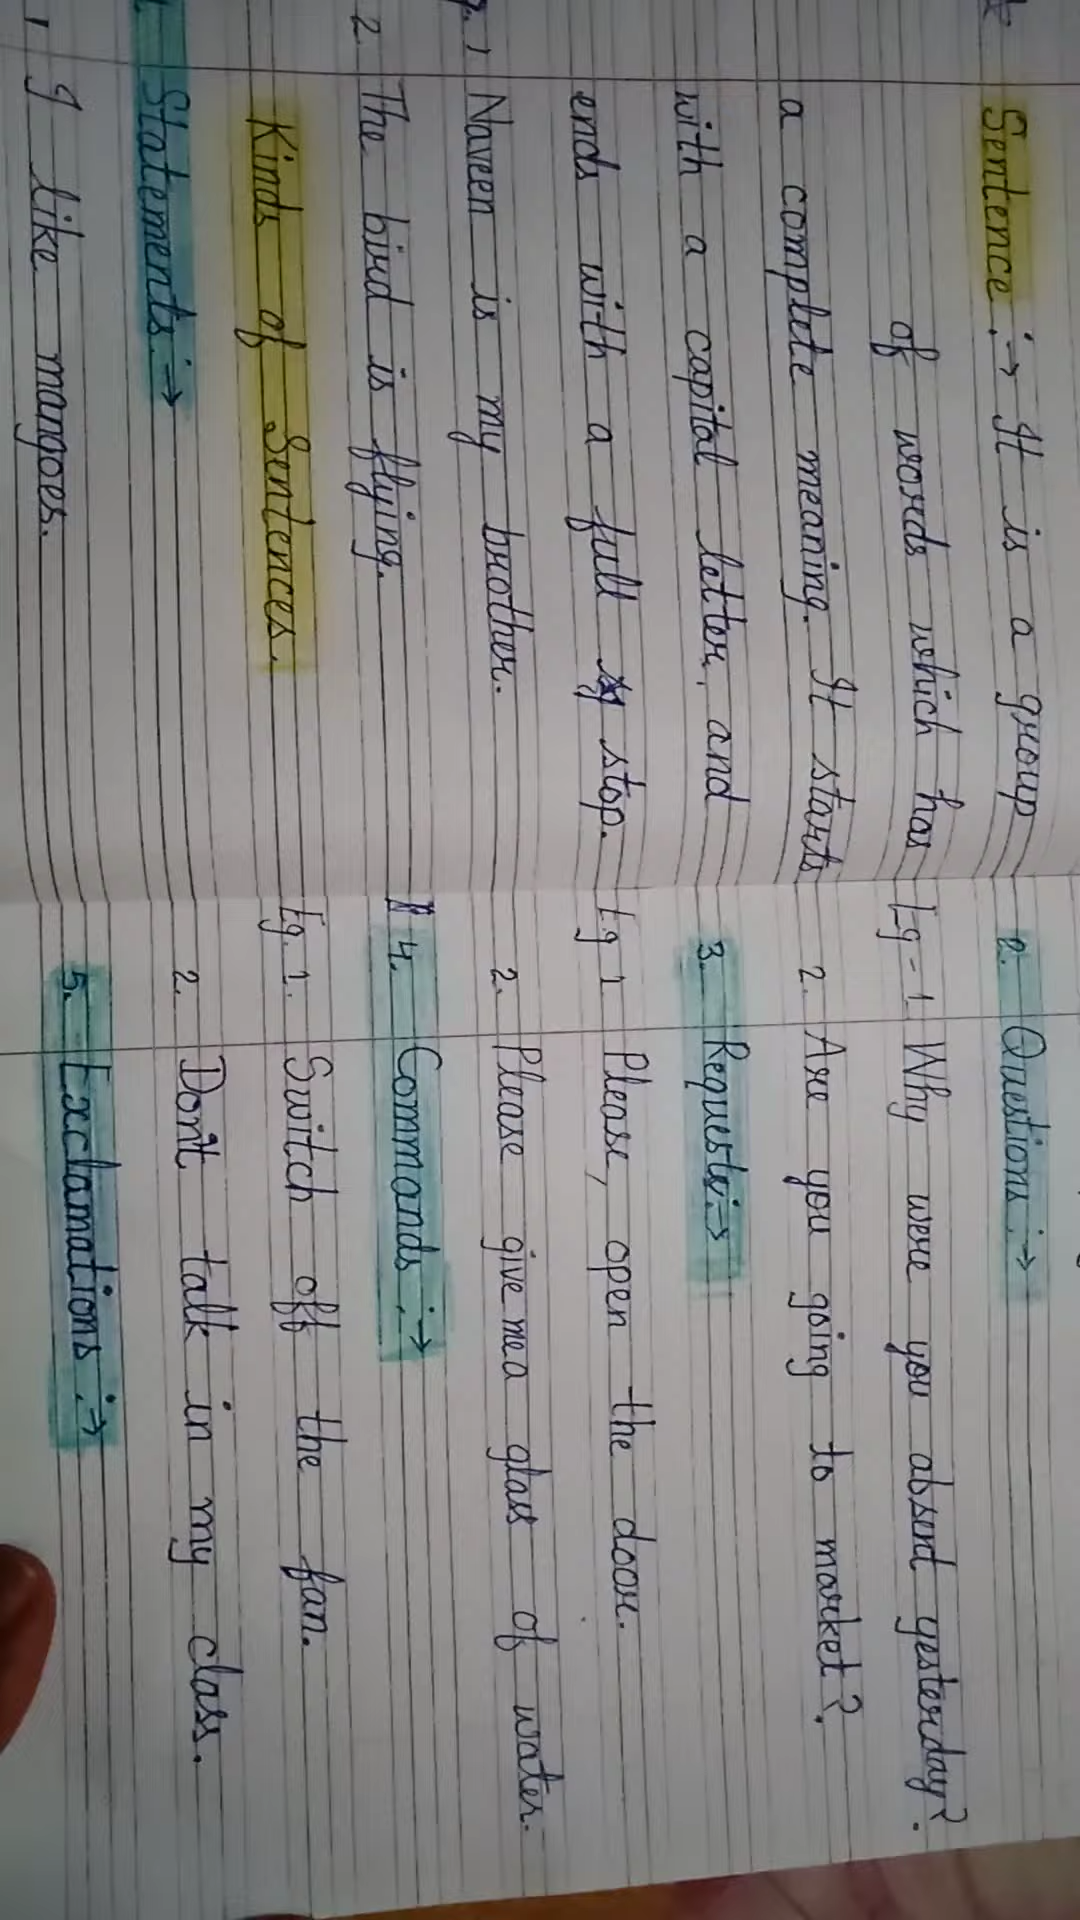 Sentence :→ It is a group
of words which has
a complete meaning. It starts
with a capital letter, and
ends with a full stop.
1 Naveen is my brother.
2. The bird is flying.
Kinds of Sentences.
Statements :→
1. I like mangoes.
2. Questions :→
Eg - 1. Why were you absent yesterday?.
2. Are you going to market?.
3. Requests :→
Eg 1. Please, open the door.
2. Please give me a glass of water.
4. Commands :→
Eg. 1. Switch off the fan.
2. Don't talk in my class.
5. Exclamations :→